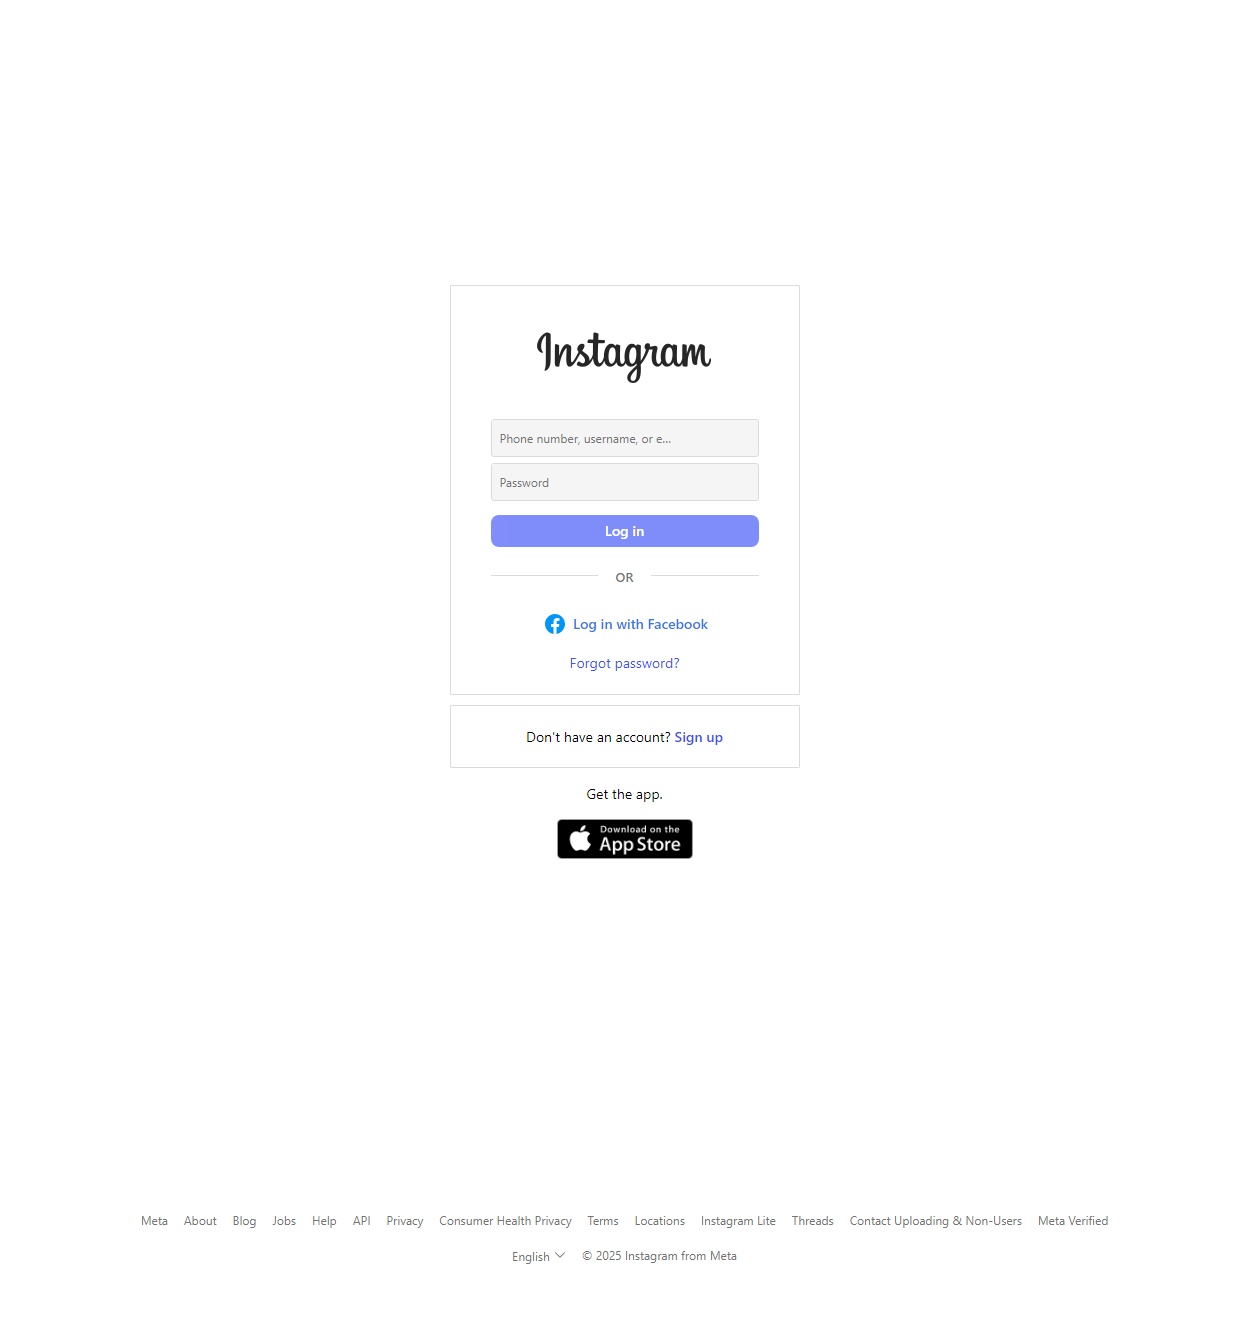 Instagram
Phone number, username, or e...
Password
Log in
OR
Log in with Facebook
Forgot password?
Don't have an account? Sign up
Get the app.
Download on the
App Store
Meta About Blog Jobs Help API Privacy Consumer Health Privacy Terms Locations Instagram Lite Threads Contact Uploading & Non-Users Meta Verified
English © 2025 Instagram from Meta